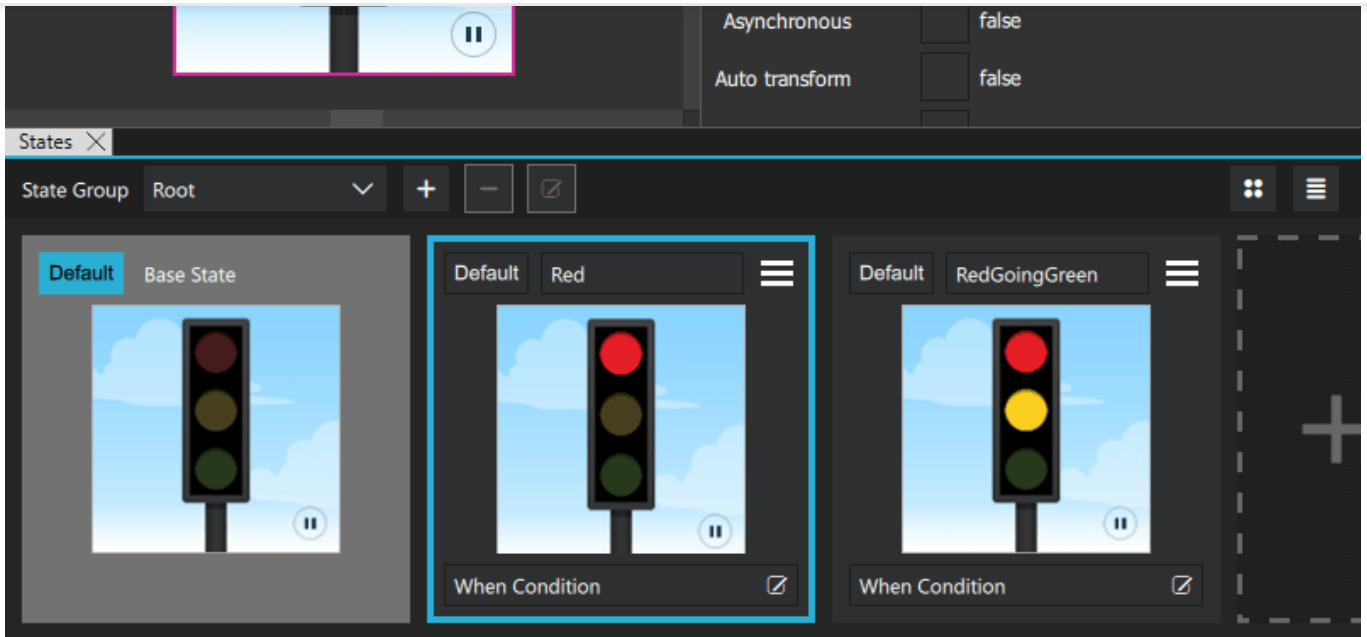 Asynchronous false
Auto transform false
States
State Group Root
Default Base State
Default Red
Default RedGoingGreen
When Condition
When Condition